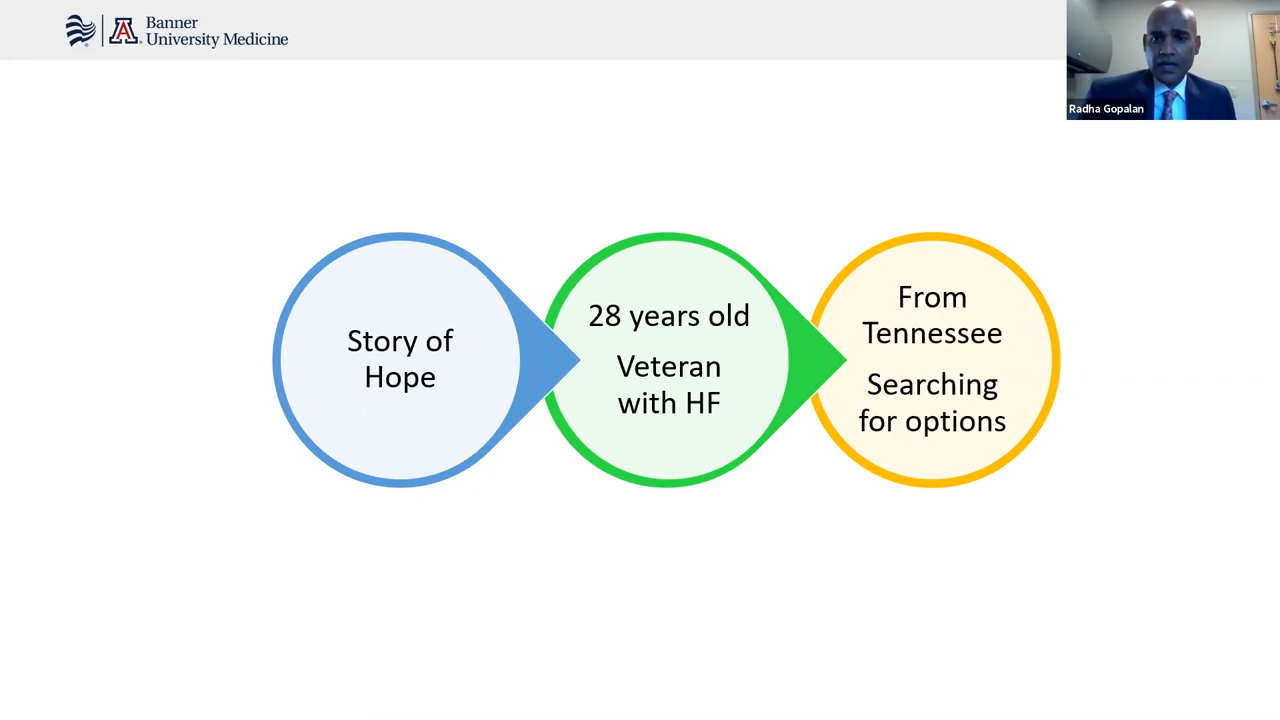 Banner
University Medicine
Radha Gopalan
Story of
Hope
28 years old
Veteran
with HF
From
Tennessee
Searching
for options